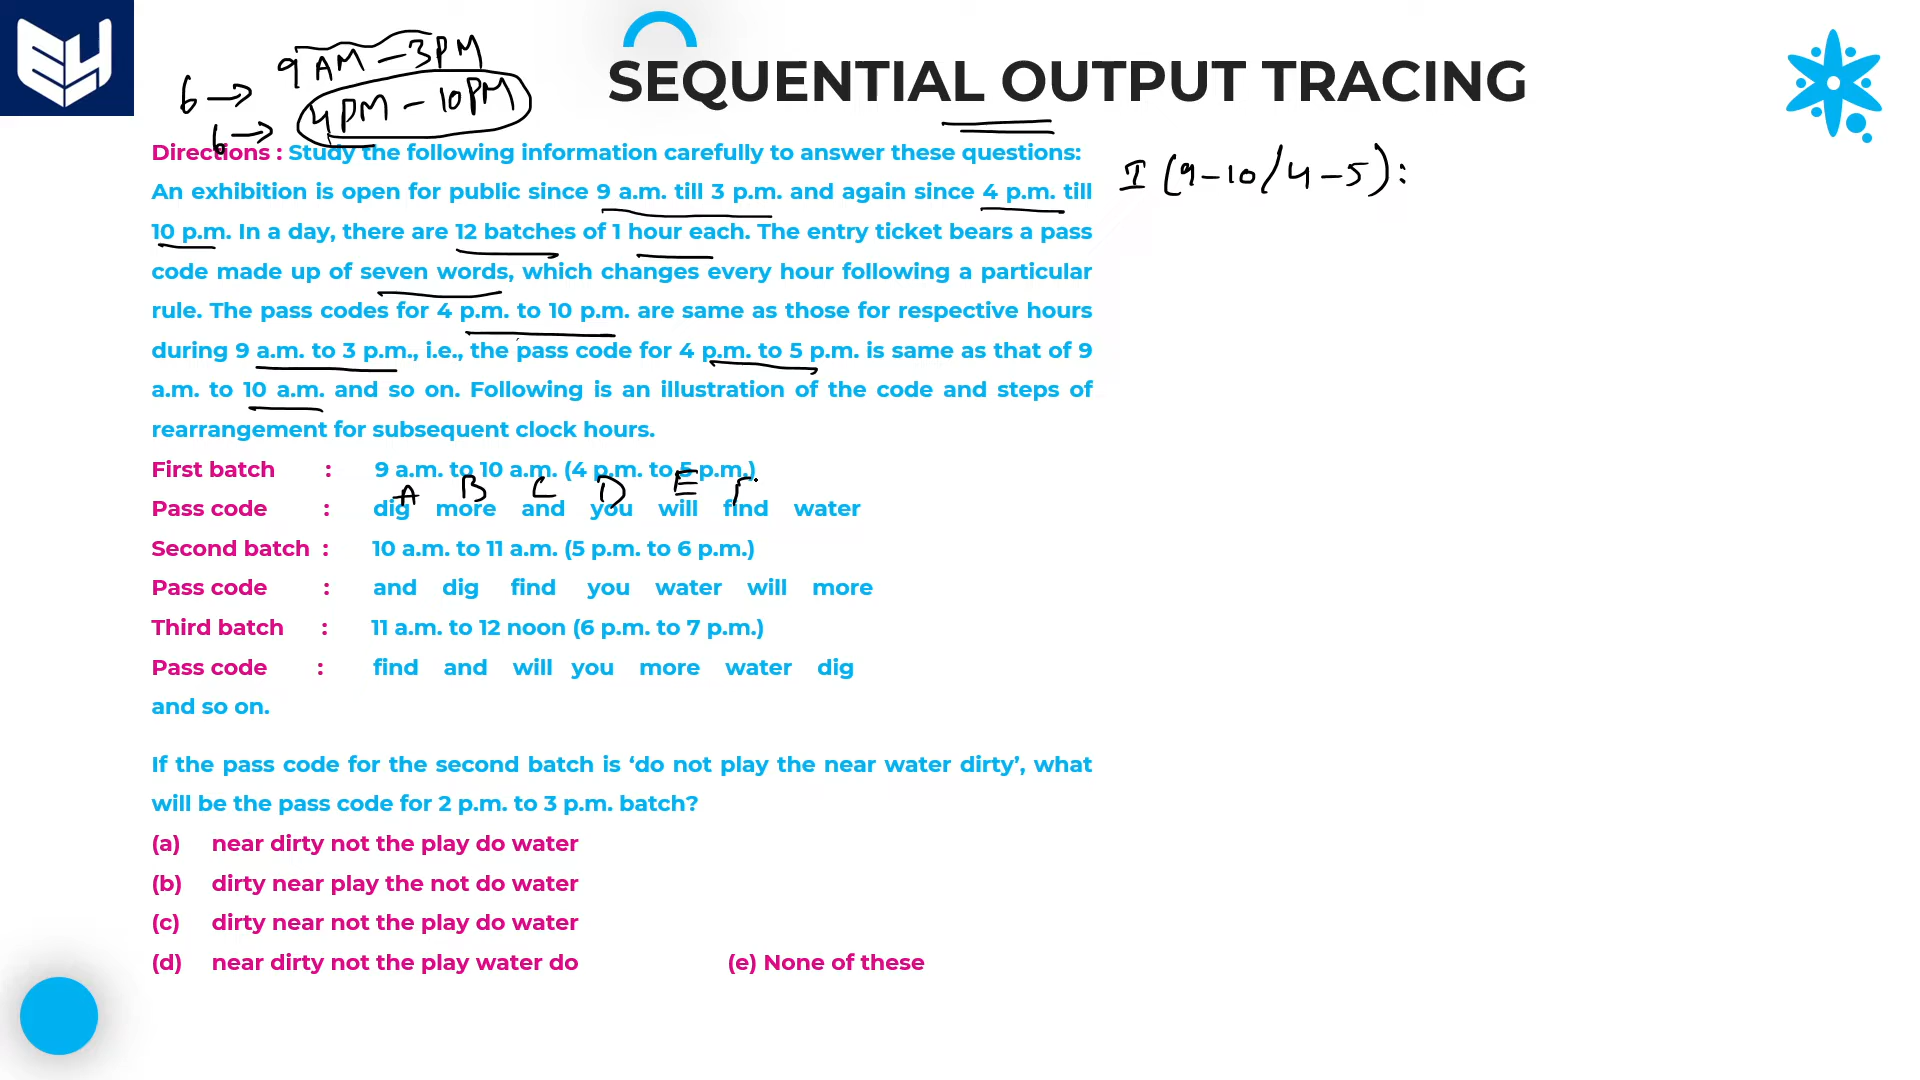 9 AM - 3 PM
6 → 4 PM - 10 PM
6 →
SEQUENTIAL OUTPUT TRACING
Directions : Study the following information carefully to answer these questions:
An exhibition is open for public since 9 a.m. till 3 p.m. and again since 4 p.m. till
10 p.m. In a day, there are 12 batches of 1 hour each. The entry ticket bears a pass
code made up of seven words, which changes every hour following a particular
rule. The pass codes for 4 p.m. to 10 p.m. are same as those for respective hours
during 9 a.m. to 3 p.m., i.e., the pass code for 4 p.m. to 5 p.m. is same as that of 9
a.m. to 10 a.m. and so on. Following is an illustration of the code and steps of
rearrangement for subsequent clock hours.
First batch : 9 a.m. to 10 a.m. (4 p.m. to 5 p.m.)
A B C D E F
Pass code : dig more and you will find water
Second batch : 10 a.m. to 11 a.m. (5 p.m. to 6 p.m.)
Pass code : and dig find you water will more
Third batch : 11 a.m. to 12 noon (6 p.m. to 7 p.m.)
Pass code : find and will you more water dig
and so on.
If the pass code for the second batch is ‘do not play the near water dirty’, what
will be the pass code for 2 p.m. to 3 p.m. batch?
(a) near dirty not the play do water
(b) dirty near play the not do water
(c) dirty near not the play do water
(d) near dirty not the play water do (e) None of these
I (9-10/4-5):